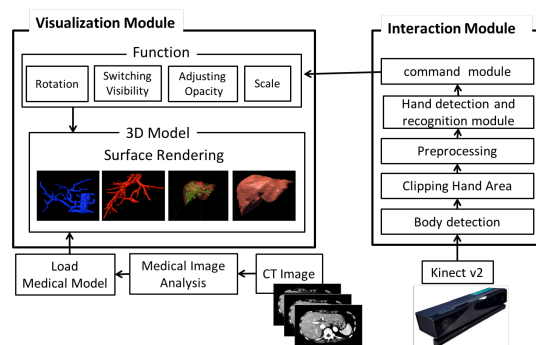 Visualization Module
Function
Rotation
Switching
Visibility
Adjusting
Opacity
Scale
3D Model
Surface Rendering
Load
Medical Model
Medical Image
Analysis
CT Image
Interaction Module
command module
Hand detection and
recognition module
Preprocessing
Clipping Hand Area
Body detection
Kinect v2